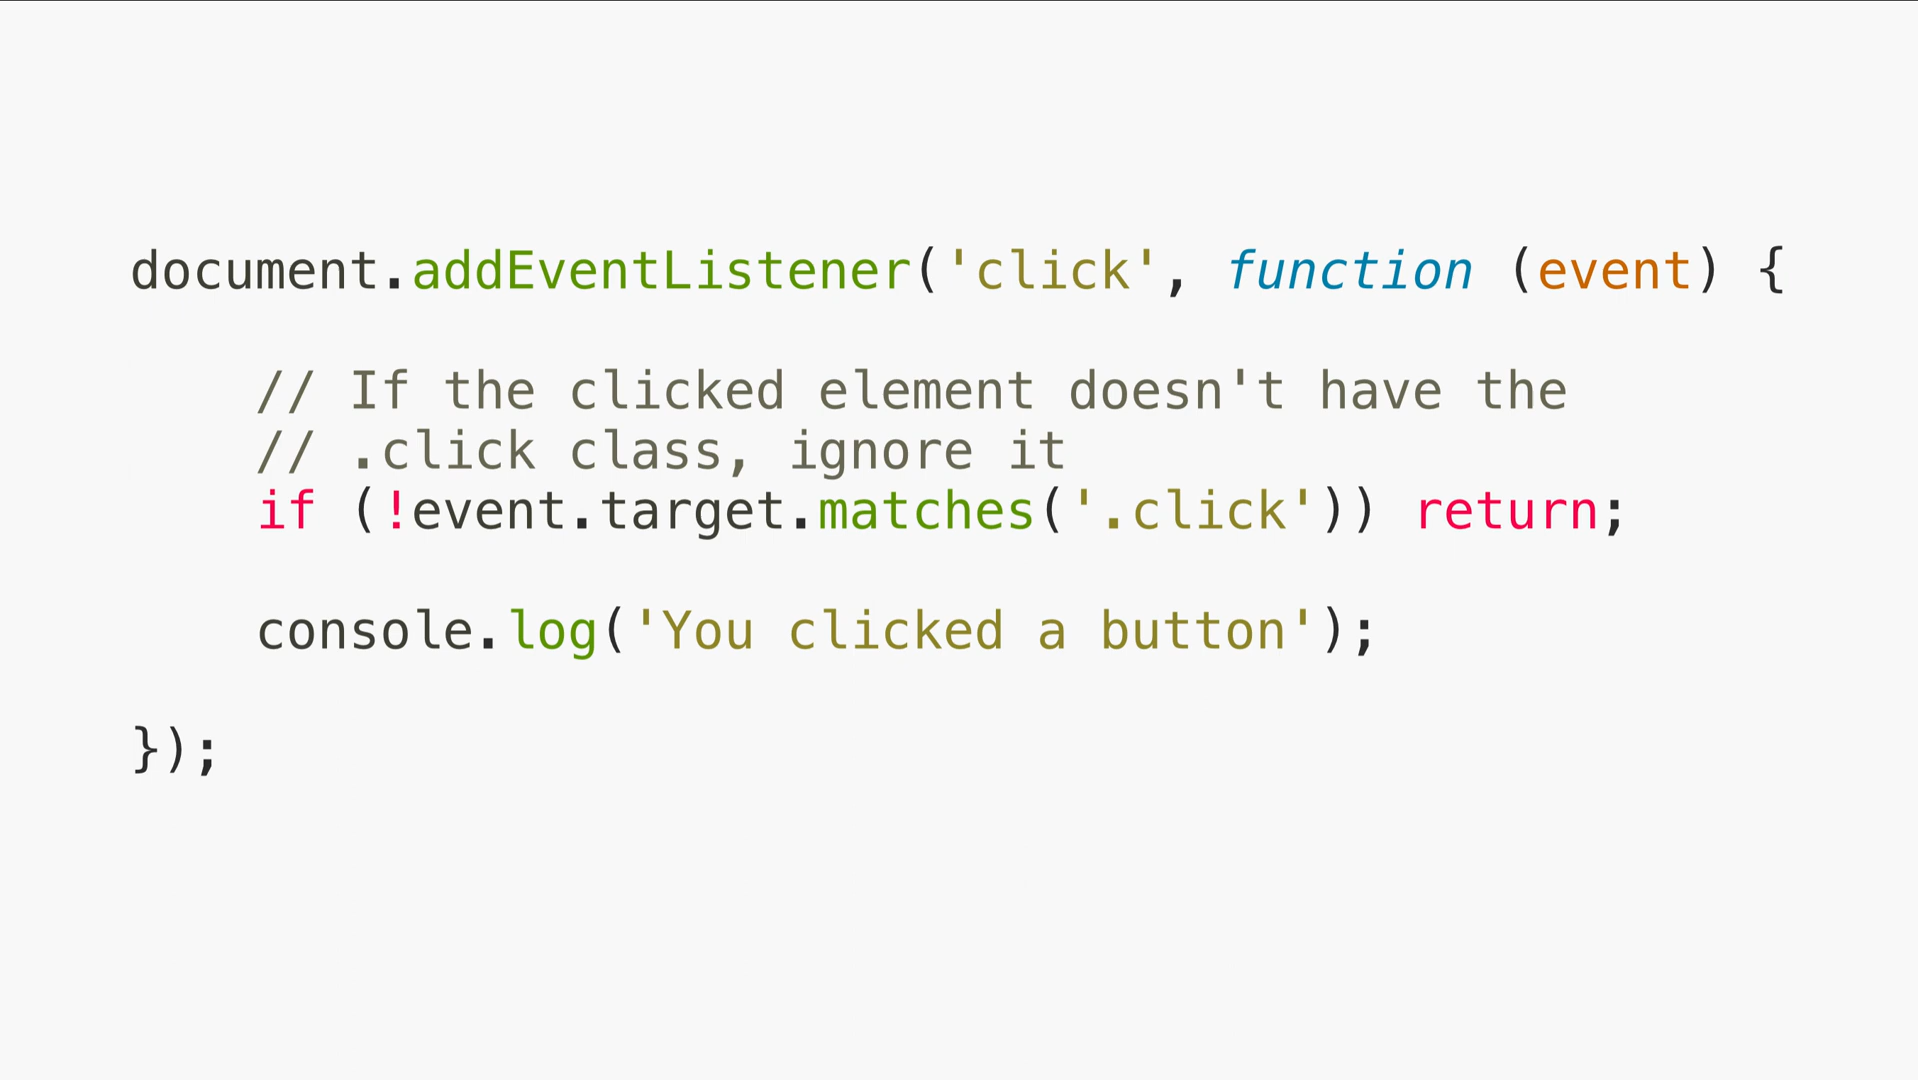 document.addEventListener('click', function (event) {
    // If the clicked element doesn't have the
    // .click class, ignore it
    if (!event.target.matches('.click')) return;
    console.log('You clicked a button');
});